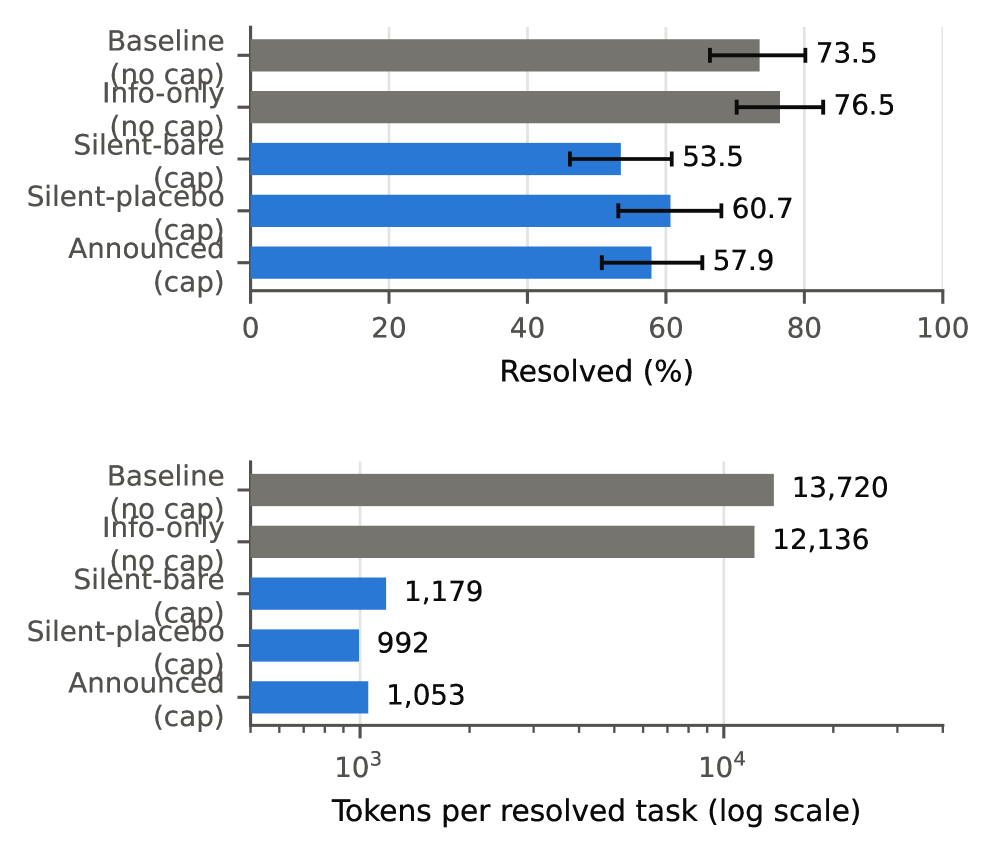 Baseline
(no cap)
73.5
Info-only
(no cap)
76.5
Silent-bare
(cap)
53.5
Silent-placebo
(cap)
60.7
Announced
(cap)
57.9
0 20 40 60 80 100
Resolved (%)
Baseline
(no cap)
13,720
Info-only
(no cap)
12,136
Silent-bare
(cap)
1,179
Silent-placebo
(cap)
992
Announced
(cap)
1,053
10³ 10⁴
Tokens per resolved task (log scale)